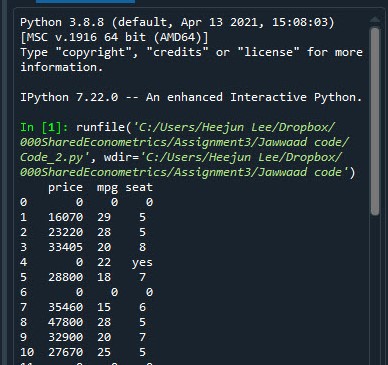 Python 3.8.8 (default, Apr 13 2021, 15:08:03)
[MSC v.1916 64 bit (AMD64)]
Type "copyright", "credits" or "license" for more
information.
IPython 7.22.0 -- An enhanced Interactive Python.
In [1]: runfile('C:/Users/Heejun Lee/Dropbox/
000SharedEconometrics/Assignment3/Jawwaad code/
Code_2.py', wdir='C:/Users/Heejun Lee/Dropbox/
000SharedEconometrics/Assignment3/Jawwaad code')
price mpg seat
0 0 0 0
1 16070 29 5
2 23220 28 5
3 33405 20 8
4 0 22 yes
5 28800 18 7
6 0 0 0
7 35460 15 6
8 47800 28 5
9 32900 20 7
10 27670 25 5